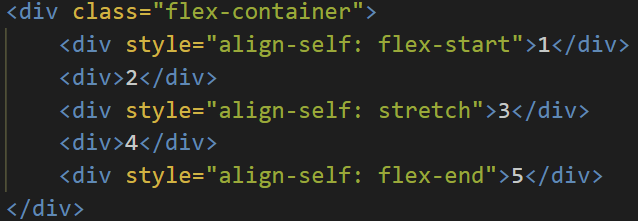 <div class="flex-container">
    <div style="align-self: flex-start">1</div>
    <div>2</div>
    <div style="align-self: stretch">3</div>
    <div>4</div>
    <div style="align-self: flex-end">5</div>
</div>